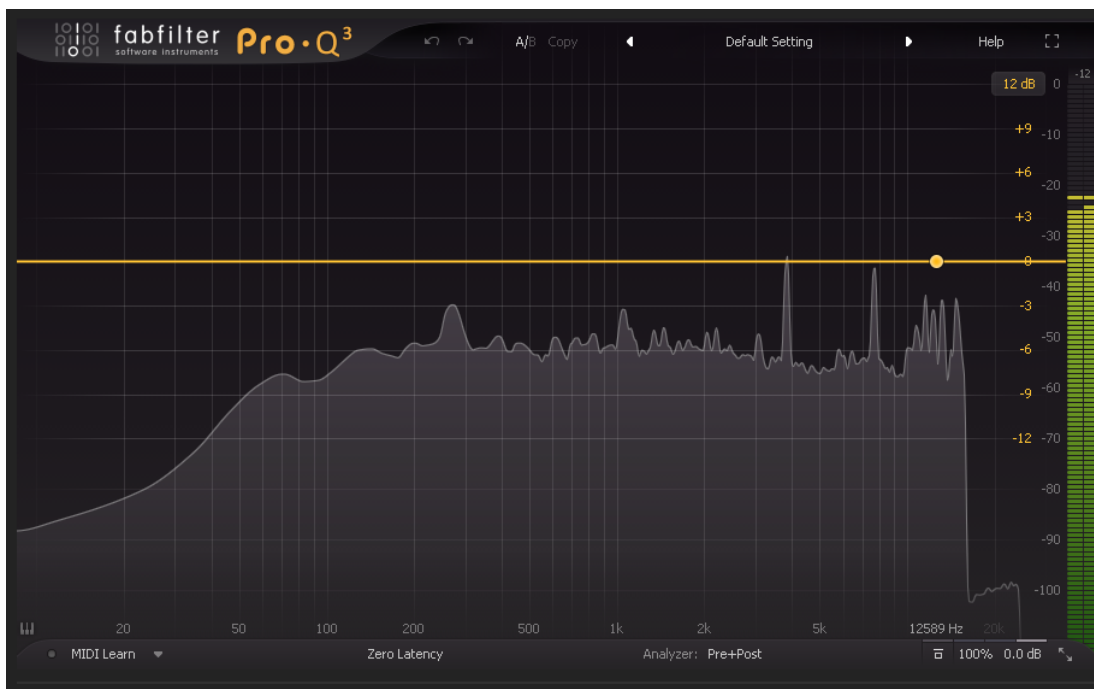 fabfilter Pro·Q³
software instruments
A/B Copy Default Setting Help
12 dB 0 -12
+9 -10
+6 -20
+3 -30
0 -40
-3 -50
-6 -60
-9 -70
-12 -80
-90
-100
20 50 100 200 500 1k 2k 5k 12589 Hz 20k
MIDI Learn Zero Latency Analyzer: Pre+Post 100% 0.0 dB